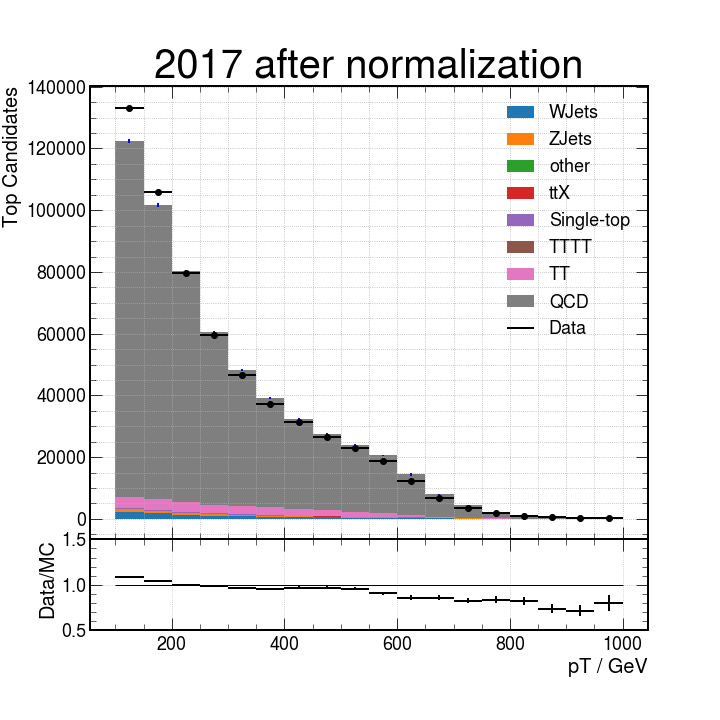 2017 after normalization
Top Candidates
140000
120000
100000
80000
60000
40000
20000
0
WJets
ZJets
other
ttX
Single-top
TTTT
TT
QCD
Data
Data/MC
1.5
1.0
0.5
200
400
600
800
1000
pT / GeV